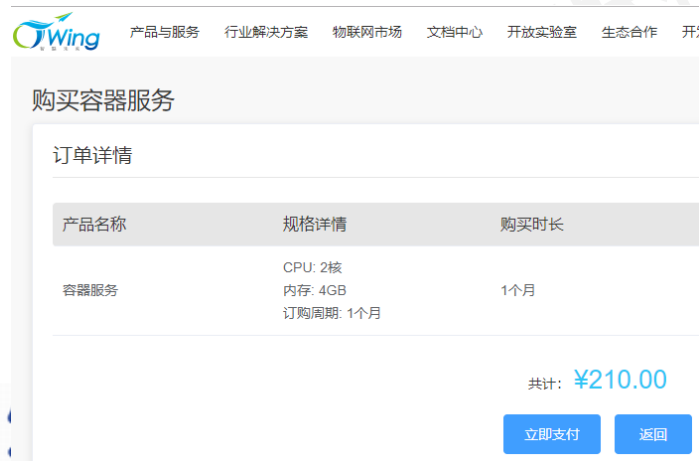 CTWing
产品与服务 行业解决方案 物联网市场 文档中心 开放实验室 生态合作
购买容器服务
订单详情
产品名称 规格详情 购买时长
CPU: 2核
容器服务 内存: 4GB 1个月
订购周期: 1个月
共计: ¥210.00
立即支付 返回